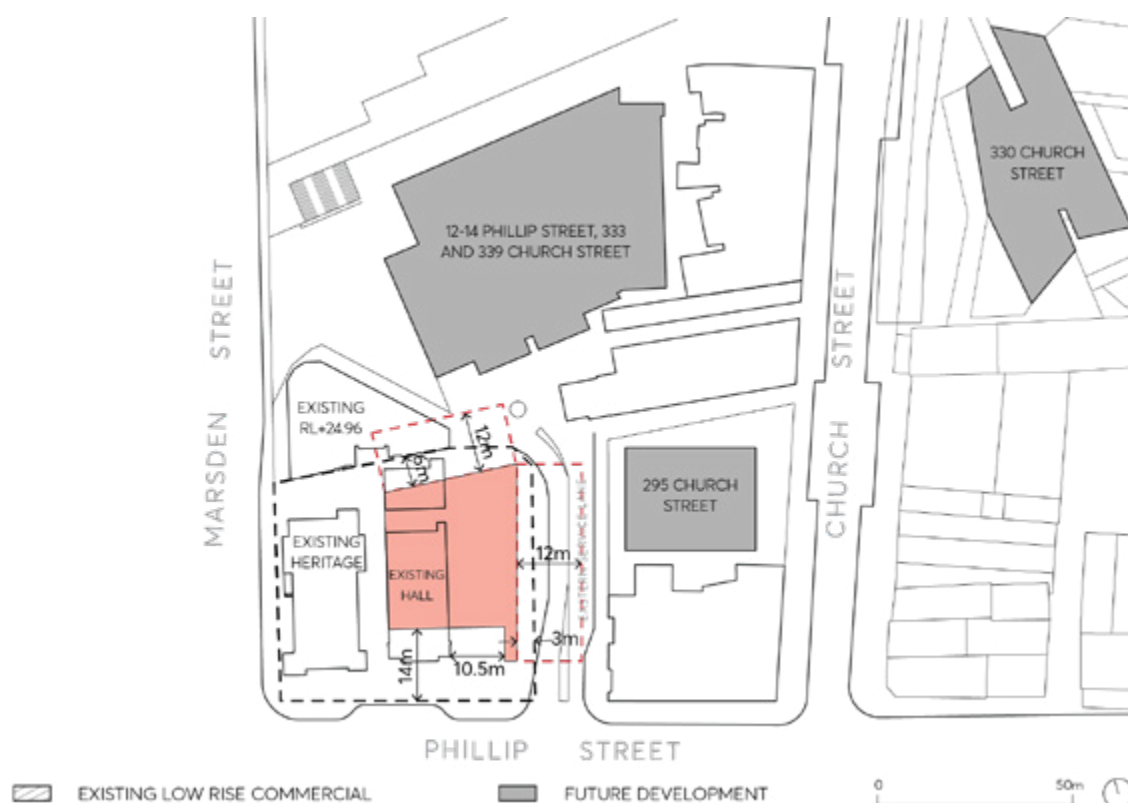 330 CHURCH
STREET
12-14 PHILLIP STREET, 333
AND 339 CHURCH STREET
MARSDEN STREET
CHURCH STREET
EXISTING
RL+24.96
12m
6m
295 CHURCH
STREET
EXISTING
HERITAGE
EXISTING
HALL
12m
3m
14m
10.5m
PHILLIP STREET
EXISTING LOW RISE COMMERCIAL
FUTURE DEVELOPMENT
0 50m